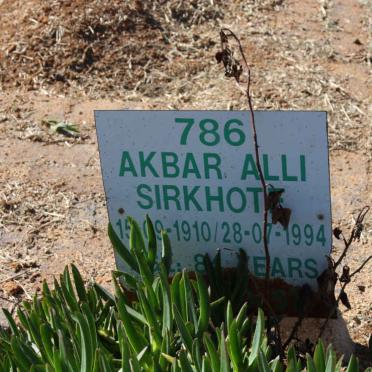 786
AKBAR ALLI
SIRKHOT
-1910/28-07-1994
YEARS